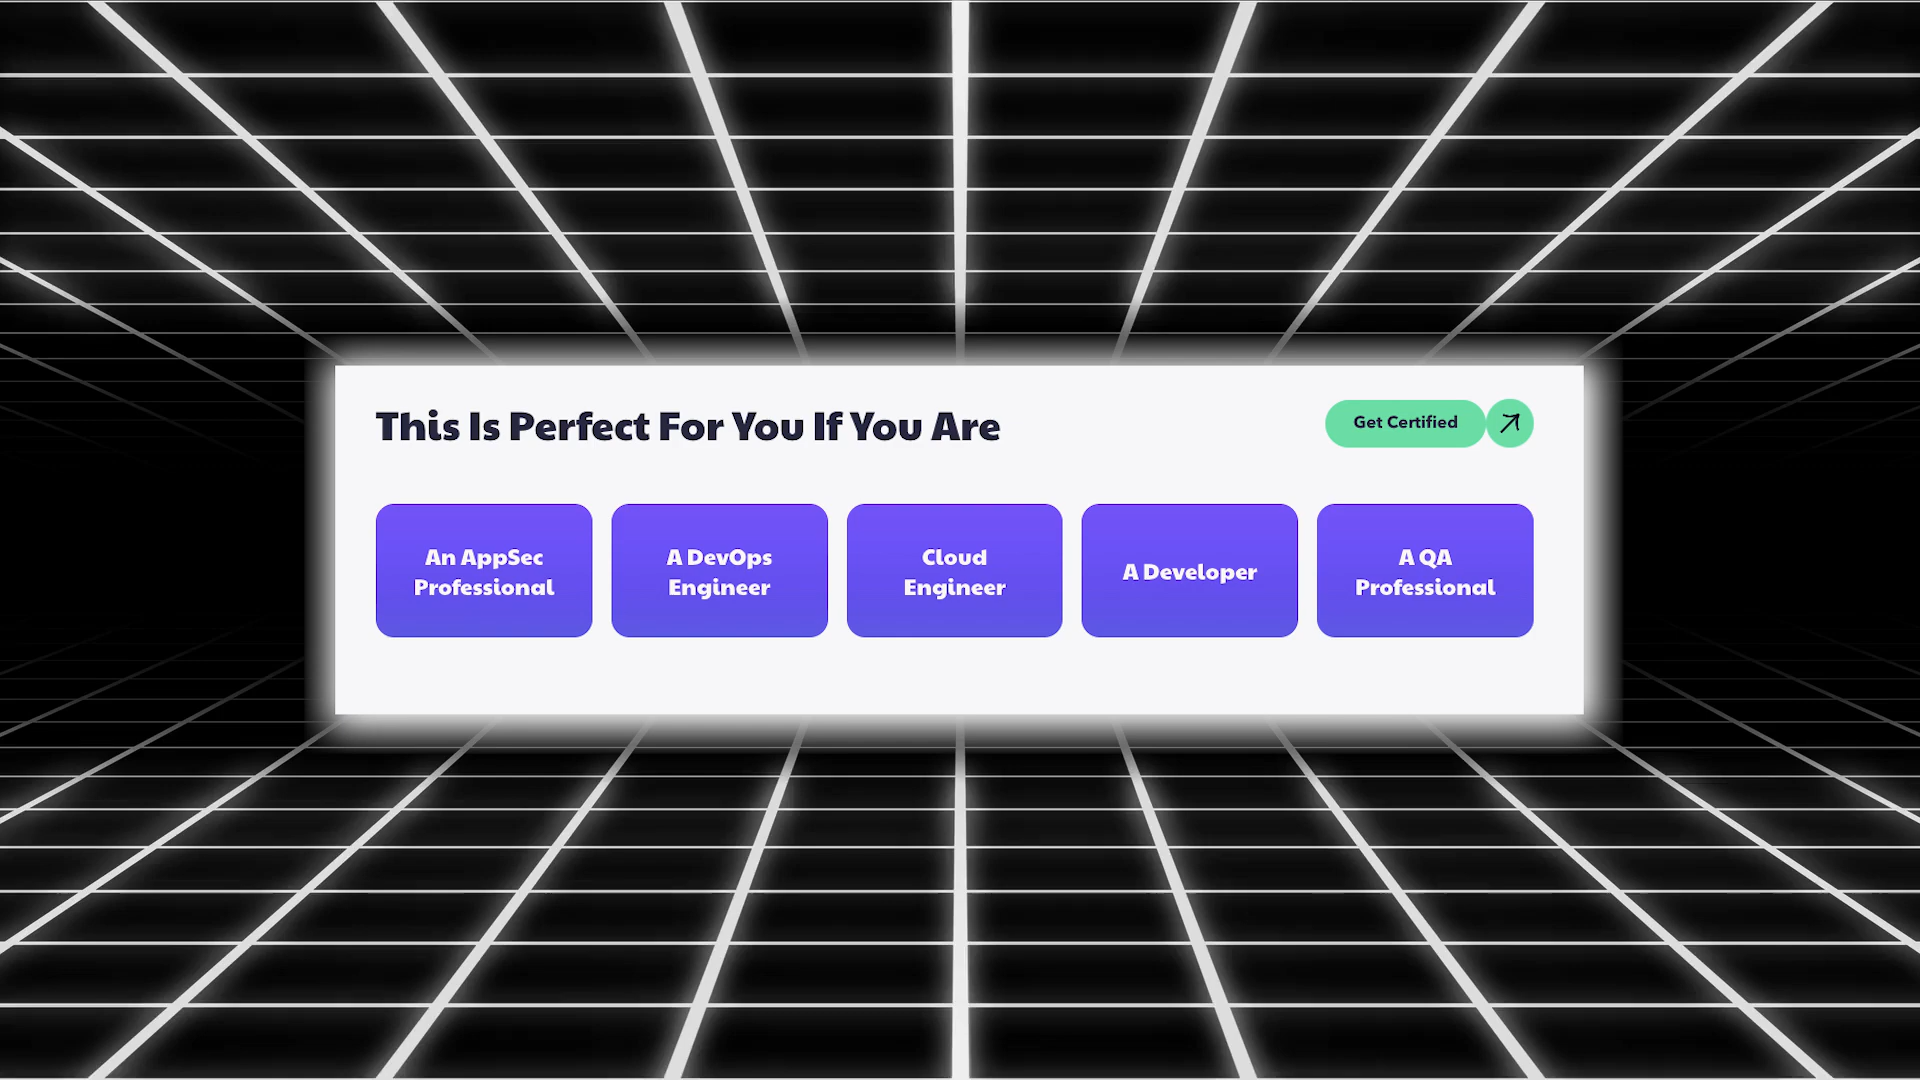 This Is Perfect For You If You Are
Get Certified
An AppSec
Professional
A DevOps
Engineer
Cloud
Engineer
A Developer
A QA
Professional